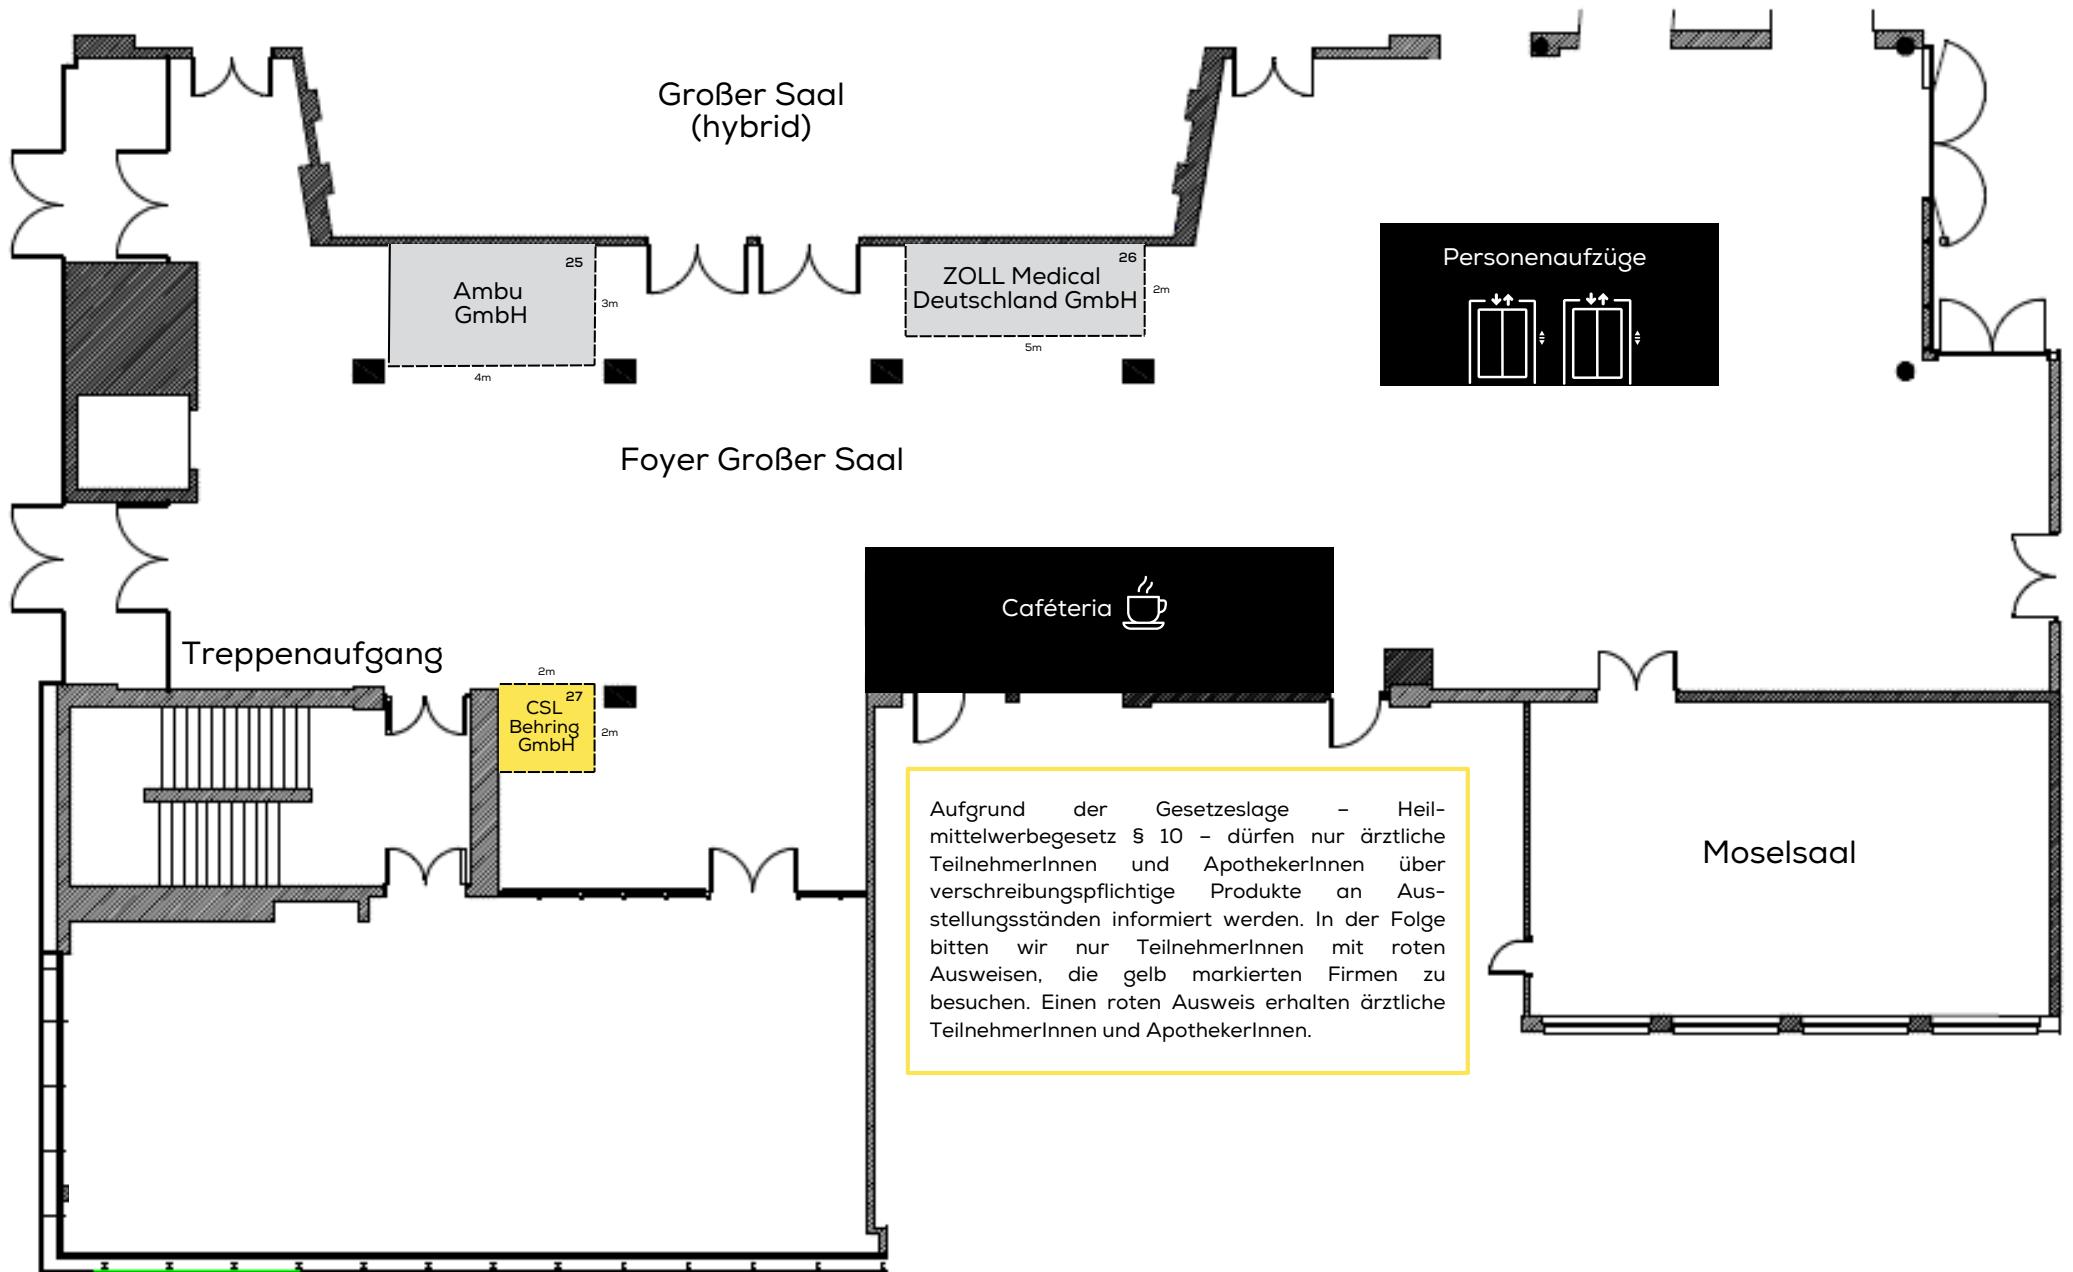 Großer Saal
(hybrid)
25
Ambu
GmbH
3m
4m
26
ZOLL Medical
Deutschland GmbH
2m
5m
Personenaufzüge
Foyer Großer Saal
Caféteria
Treppenaufgang
2m
27
CSL
Behring
GmbH
2m
Aufgrund der Gesetzeslage – Heil-
mittelwerbegesetz § 10 – dürfen nur ärztliche
TeilnehmerInnen und ApothekerInnen über
verschreibungspflichtige Produkte an Aus-
stellungsständen informiert werden. In der Folge
bitten wir nur TeilnehmerInnen mit roten
Ausweisen, die gelb markierten Firmen zu
besuchen. Einen roten Ausweis erhalten ärztliche
TeilnehmerInnen und ApothekerInnen.
Moselsaal